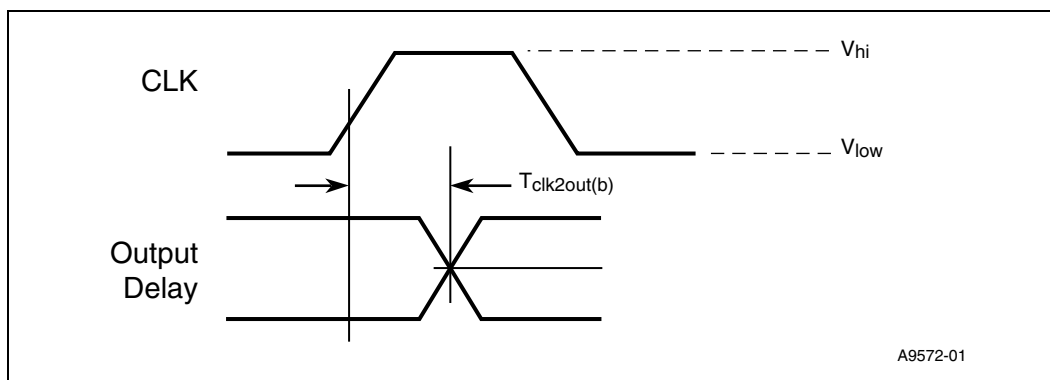 CLK
Vhi
Vlow
Tclk2out(b)
Output
Delay
A9572-01